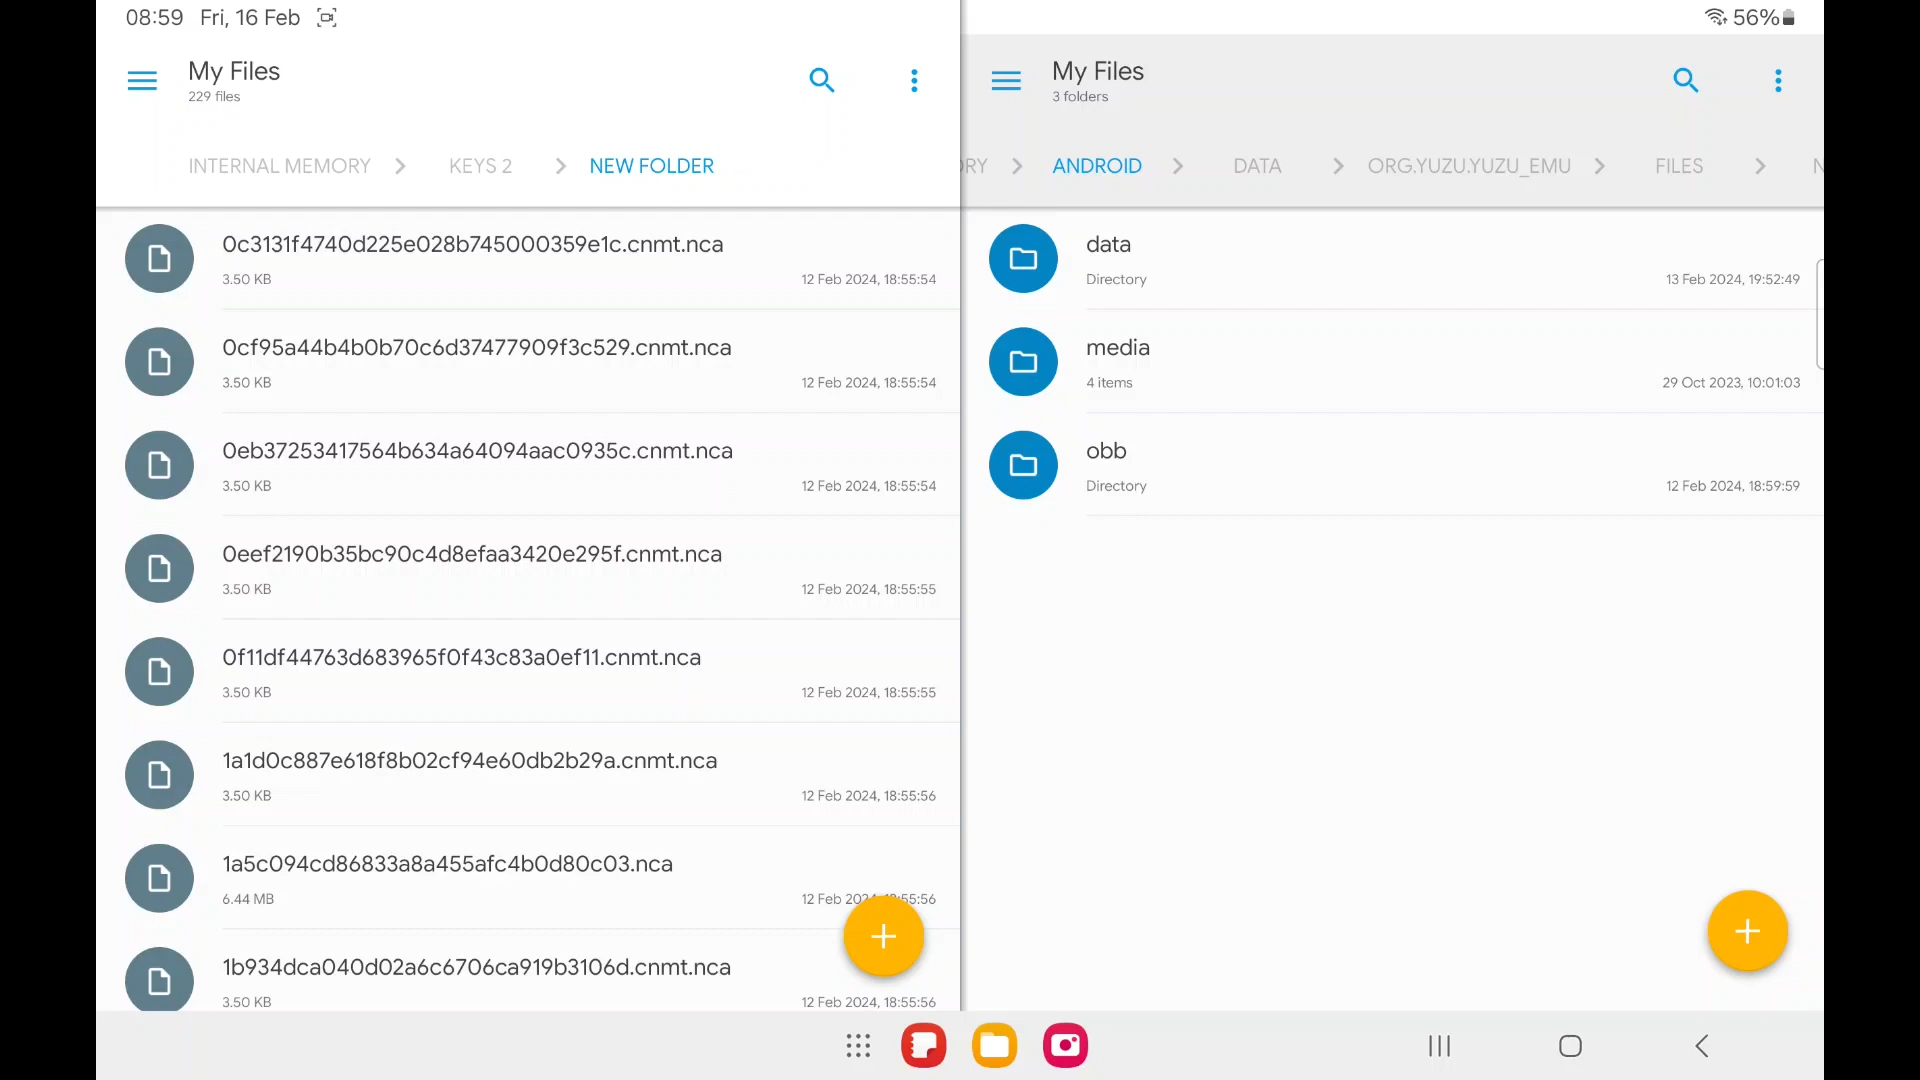 08:59 Fri, 16 Feb
56%
My Files
229 files
INTERNAL MEMORY > KEYS 2 > NEW FOLDER
0c3131f4740d225e028b745000359e1c.cnmt.nca
3.50 KB 12 Feb 2024, 18:55:54
0cf95a44b4b0b70c6d37477909f3c529.cnmt.nca
3.50 KB 12 Feb 2024, 18:55:54
0eb37253417564b634a64094aac0935c.cnmt.nca
3.50 KB 12 Feb 2024, 18:55:54
0eef2190b35bc90c4d8efaa3420e295f.cnmt.nca
3.50 KB 12 Feb 2024, 18:55:55
0f11df44763d683965f0f43c83a0ef11.cnmt.nca
3.50 KB 12 Feb 2024, 18:55:55
1a1d0c887e618f8b02cf94e60db2b29a.cnmt.nca
3.50 KB 12 Feb 2024, 18:55:56
1a5c094cd86833a8a455afc4b0d80c03.nca
6.44 MB 12 Feb 55:56
1b934dca040d02a6c6706ca919b3106d.cnmt.nca
3.50 KB 12 Feb 2024, 18:55:56
My Files
3 folders
ORY > ANDROID > DATA > ORG.YUZU.YUZU_EMU > FILES > N
data
Directory 13 Feb 2024, 19:52:49
media
4 items 29 Oct 2023, 10:01:03
obb
Directory 12 Feb 2024, 18:59:59